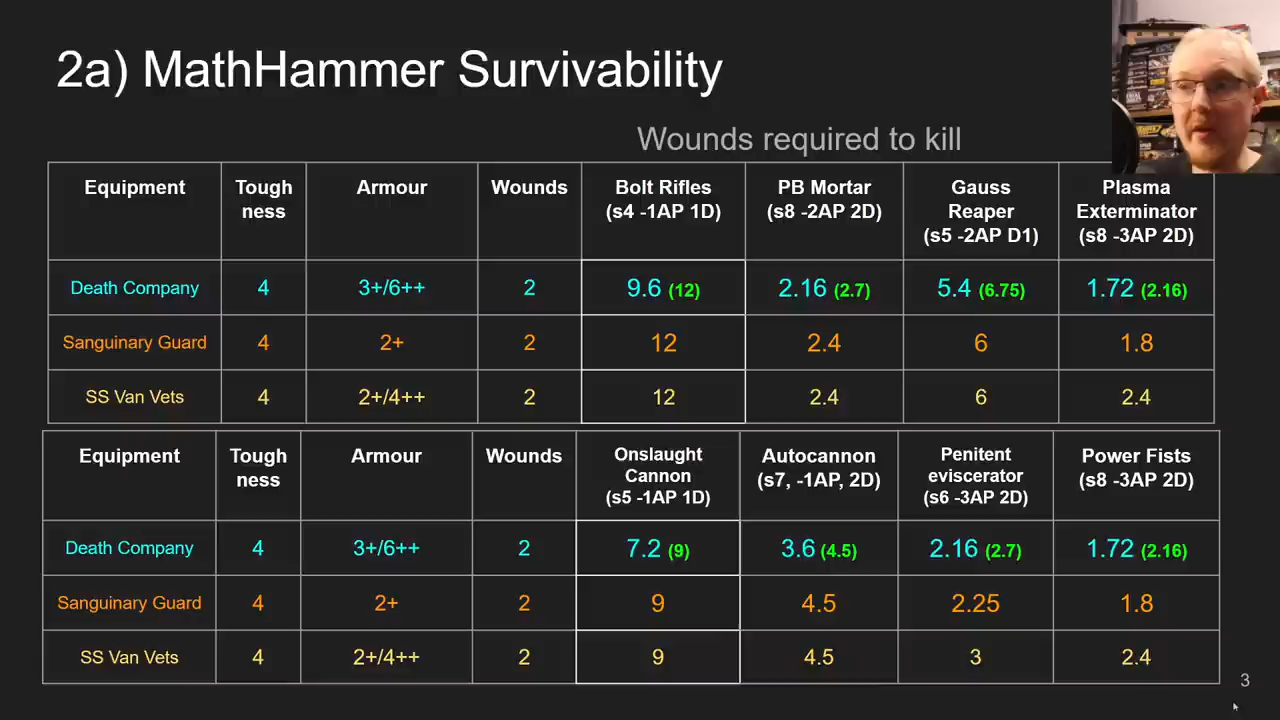 2a) MathHammer Survivability
Wounds required to kill
Equipment Tough ness Armour Wounds Bolt Rifles (s4 -1AP 1D) PB Mortar (s8 -2AP 2D) Gauss Reaper (s5 -2AP D1) Plasma Exterminator (s8 -3AP 2D)
Death Company 4 3+/6++ 2 9.6 (12) 2.16 (2.7) 5.4 (6.75) 1.72 (2.16)
Sanguinary Guard 4 2+ 2 12 2.4 6 1.8
SS Van Vets 4 2+/4++ 2 12 2.4 6 2.4
Equipment Tough ness Armour Wounds Onslaught Cannon (s5 -1AP 1D) Autocannon (s7, -1AP, 2D) Penitent eviscerator (s6 -3AP 2D) Power Fists (s8 -3AP 2D)
Death Company 4 3+/6++ 2 7.2 (9) 3.6 (4.5) 2.16 (2.7) 1.72 (2.16)
Sanguinary Guard 4 2+ 2 9 4.5 2.25 1.8
SS Van Vets 4 2+/4++ 2 9 4.5 3 2.4
3